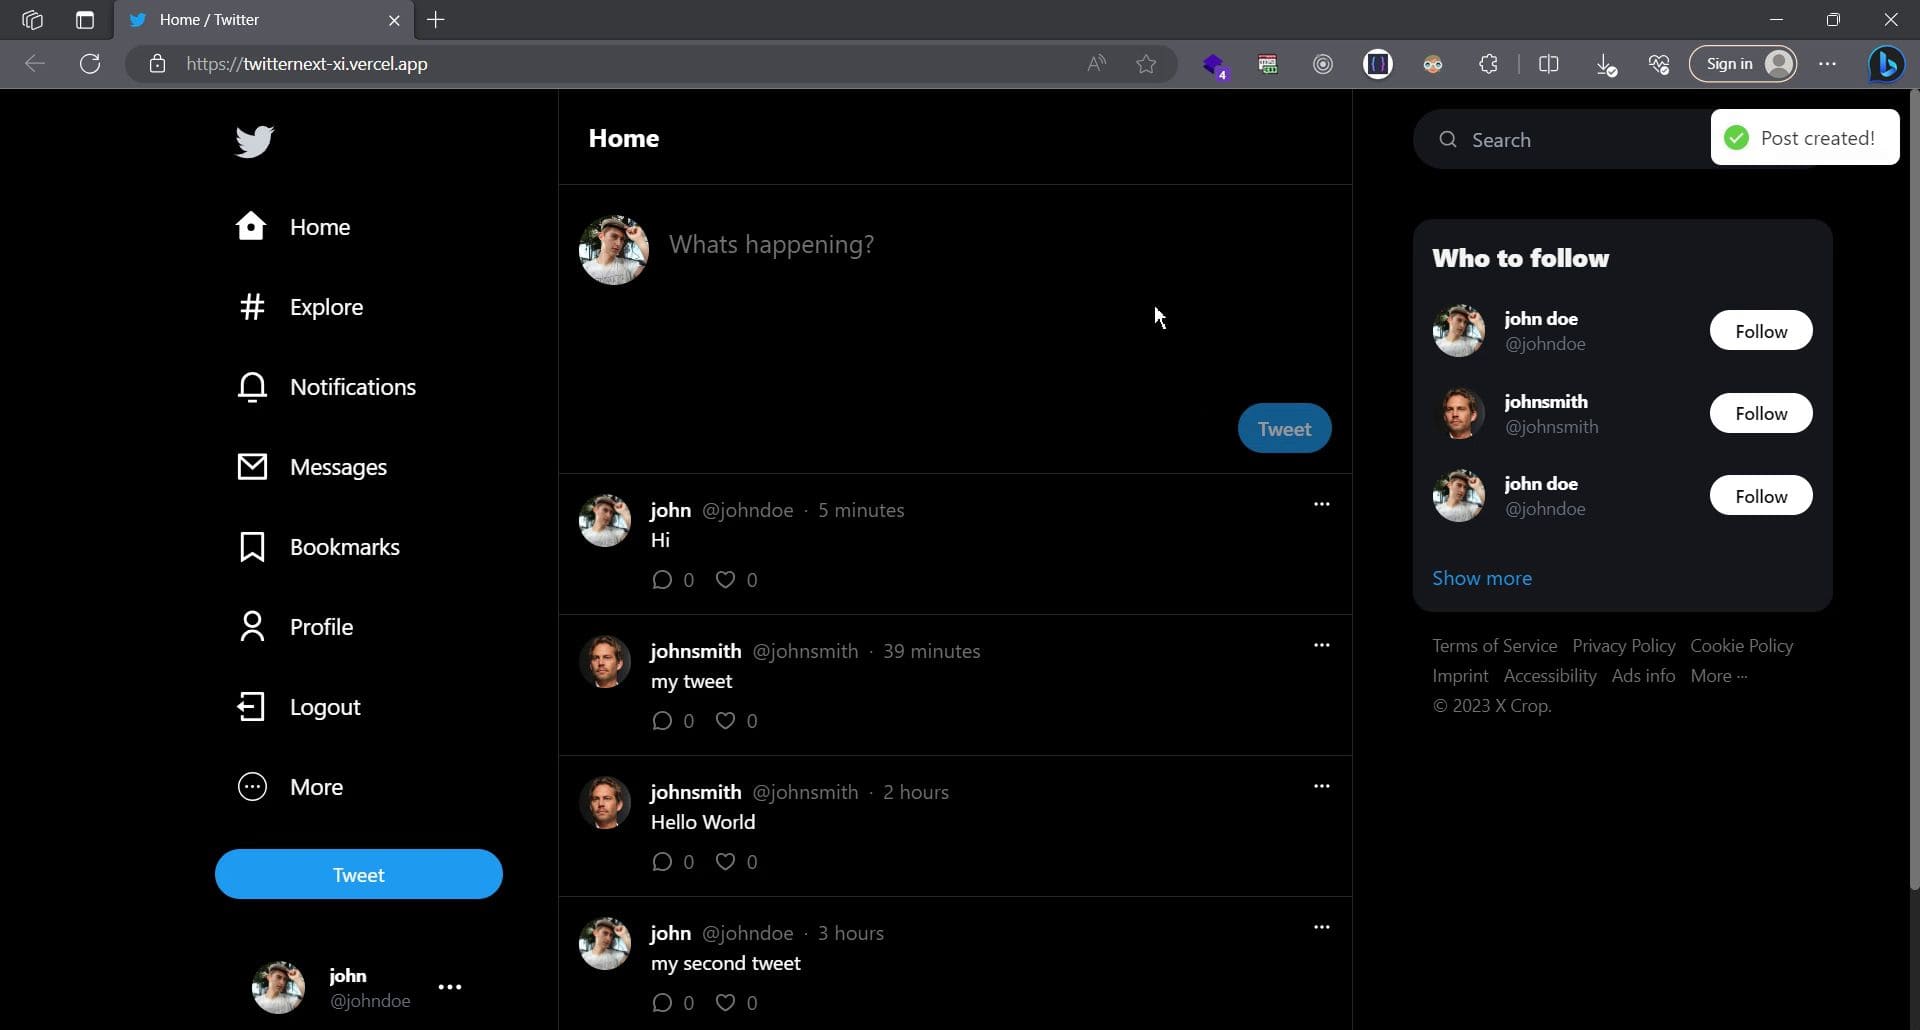 Home / Twitter
https://twitternext-xi.vercel.app
4
Sign in
Home
Explore
Notifications
Messages
Bookmarks
Profile
Logout
More
Tweet
john
@johndoe
Home
Whats happening?
Tweet
john @johndoe · 5 minutes
Hi
0 0
johnsmith @johnsmith · 39 minutes
my tweet
0 0
johnsmith @johnsmith · 2 hours
Hello World
0 0
john @johndoe · 3 hours
my second tweet
0 0
Search
Post created!
Who to follow
john doe
@johndoe
Follow
johnsmith
@johnsmith
Follow
john doe
@johndoe
Follow
Show more
Terms of Service Privacy Policy Cookie Policy
Imprint Accessibility Ads info More ···
© 2023 X Crop.